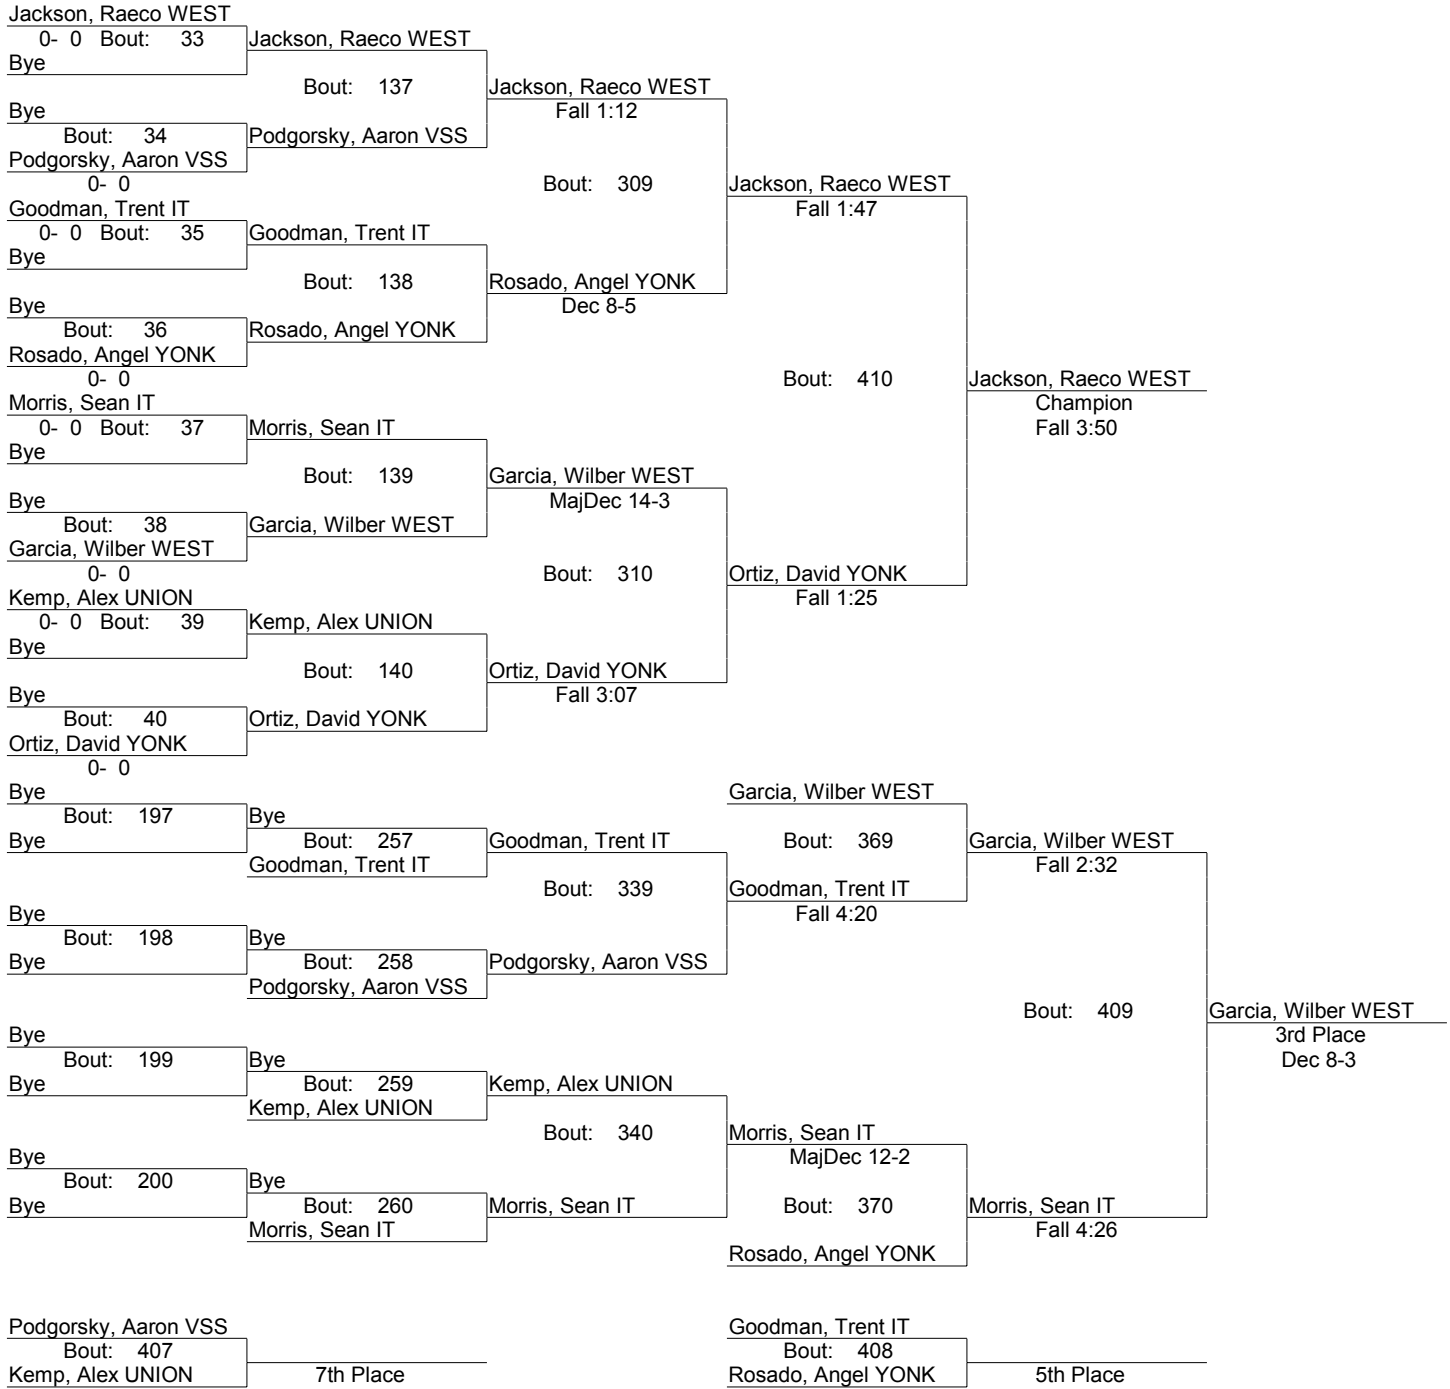 Jackson, Raeco WEST
0- 0 Bout: 33 Jackson, Raeco WEST
Bye
Bout: 137 Jackson, Raeco WEST
Bye Fall 1:12
Bout: 34 Podgorsky, Aaron VSS
Podgorsky, Aaron VSS
0- 0 Bout: 309 Jackson, Raeco WEST
Goodman, Trent IT Fall 1:47
0- 0 Bout: 35 Goodman, Trent IT
Bye
Bout: 138 Rosado, Angel YONK
Bye Dec 8-5
Bout: 36 Rosado, Angel YONK
Rosado, Angel YONK
0- 0 Bout: 410 Jackson, Raeco WEST
Morris, Sean IT Champion
0- 0 Bout: 37 Morris, Sean IT Fall 3:50
Bye
Bout: 139 Garcia, Wilber WEST
Bye MajDec 14-3
Bout: 38 Garcia, Wilber WEST
Garcia, Wilber WEST
0- 0 Bout: 310 Ortiz, David YONK
Kemp, Alex UNION Fall 1:25
0- 0 Bout: 39 Kemp, Alex UNION
Bye
Bout: 140 Ortiz, David YONK
Bye Fall 3:07
Bout: 40 Ortiz, David YONK
Ortiz, David YONK
0- 0
Bye Garcia, Wilber WEST
Bout: 197 Bye
Bye Bout: 257 Goodman, Trent IT Bout: 369 Garcia, Wilber WEST
Goodman, Trent IT Fall 2:32
Bout: 339 Goodman, Trent IT
Bye Fall 4:20
Bout: 198 Bye
Bye Bout: 258 Podgorsky, Aaron VSS
Podgorsky, Aaron VSS
Bout: 409 Garcia, Wilber WEST
Bye 3rd Place
Bout: 199 Bye Dec 8-3
Bye Bout: 259 Kemp, Alex UNION
Kemp, Alex UNION
Bout: 340 Morris, Sean IT
Bye MajDec 12-2
Bout: 200 Bye
Bye Bout: 260 Morris, Sean IT Bout: 370 Morris, Sean IT
Morris, Sean IT Fall 4:26
Rosado, Angel YONK
Podgorsky, Aaron VSS Goodman, Trent IT
Bout: 407 Bout: 408
Kemp, Alex UNION 7th Place Rosado, Angel YONK 5th Place